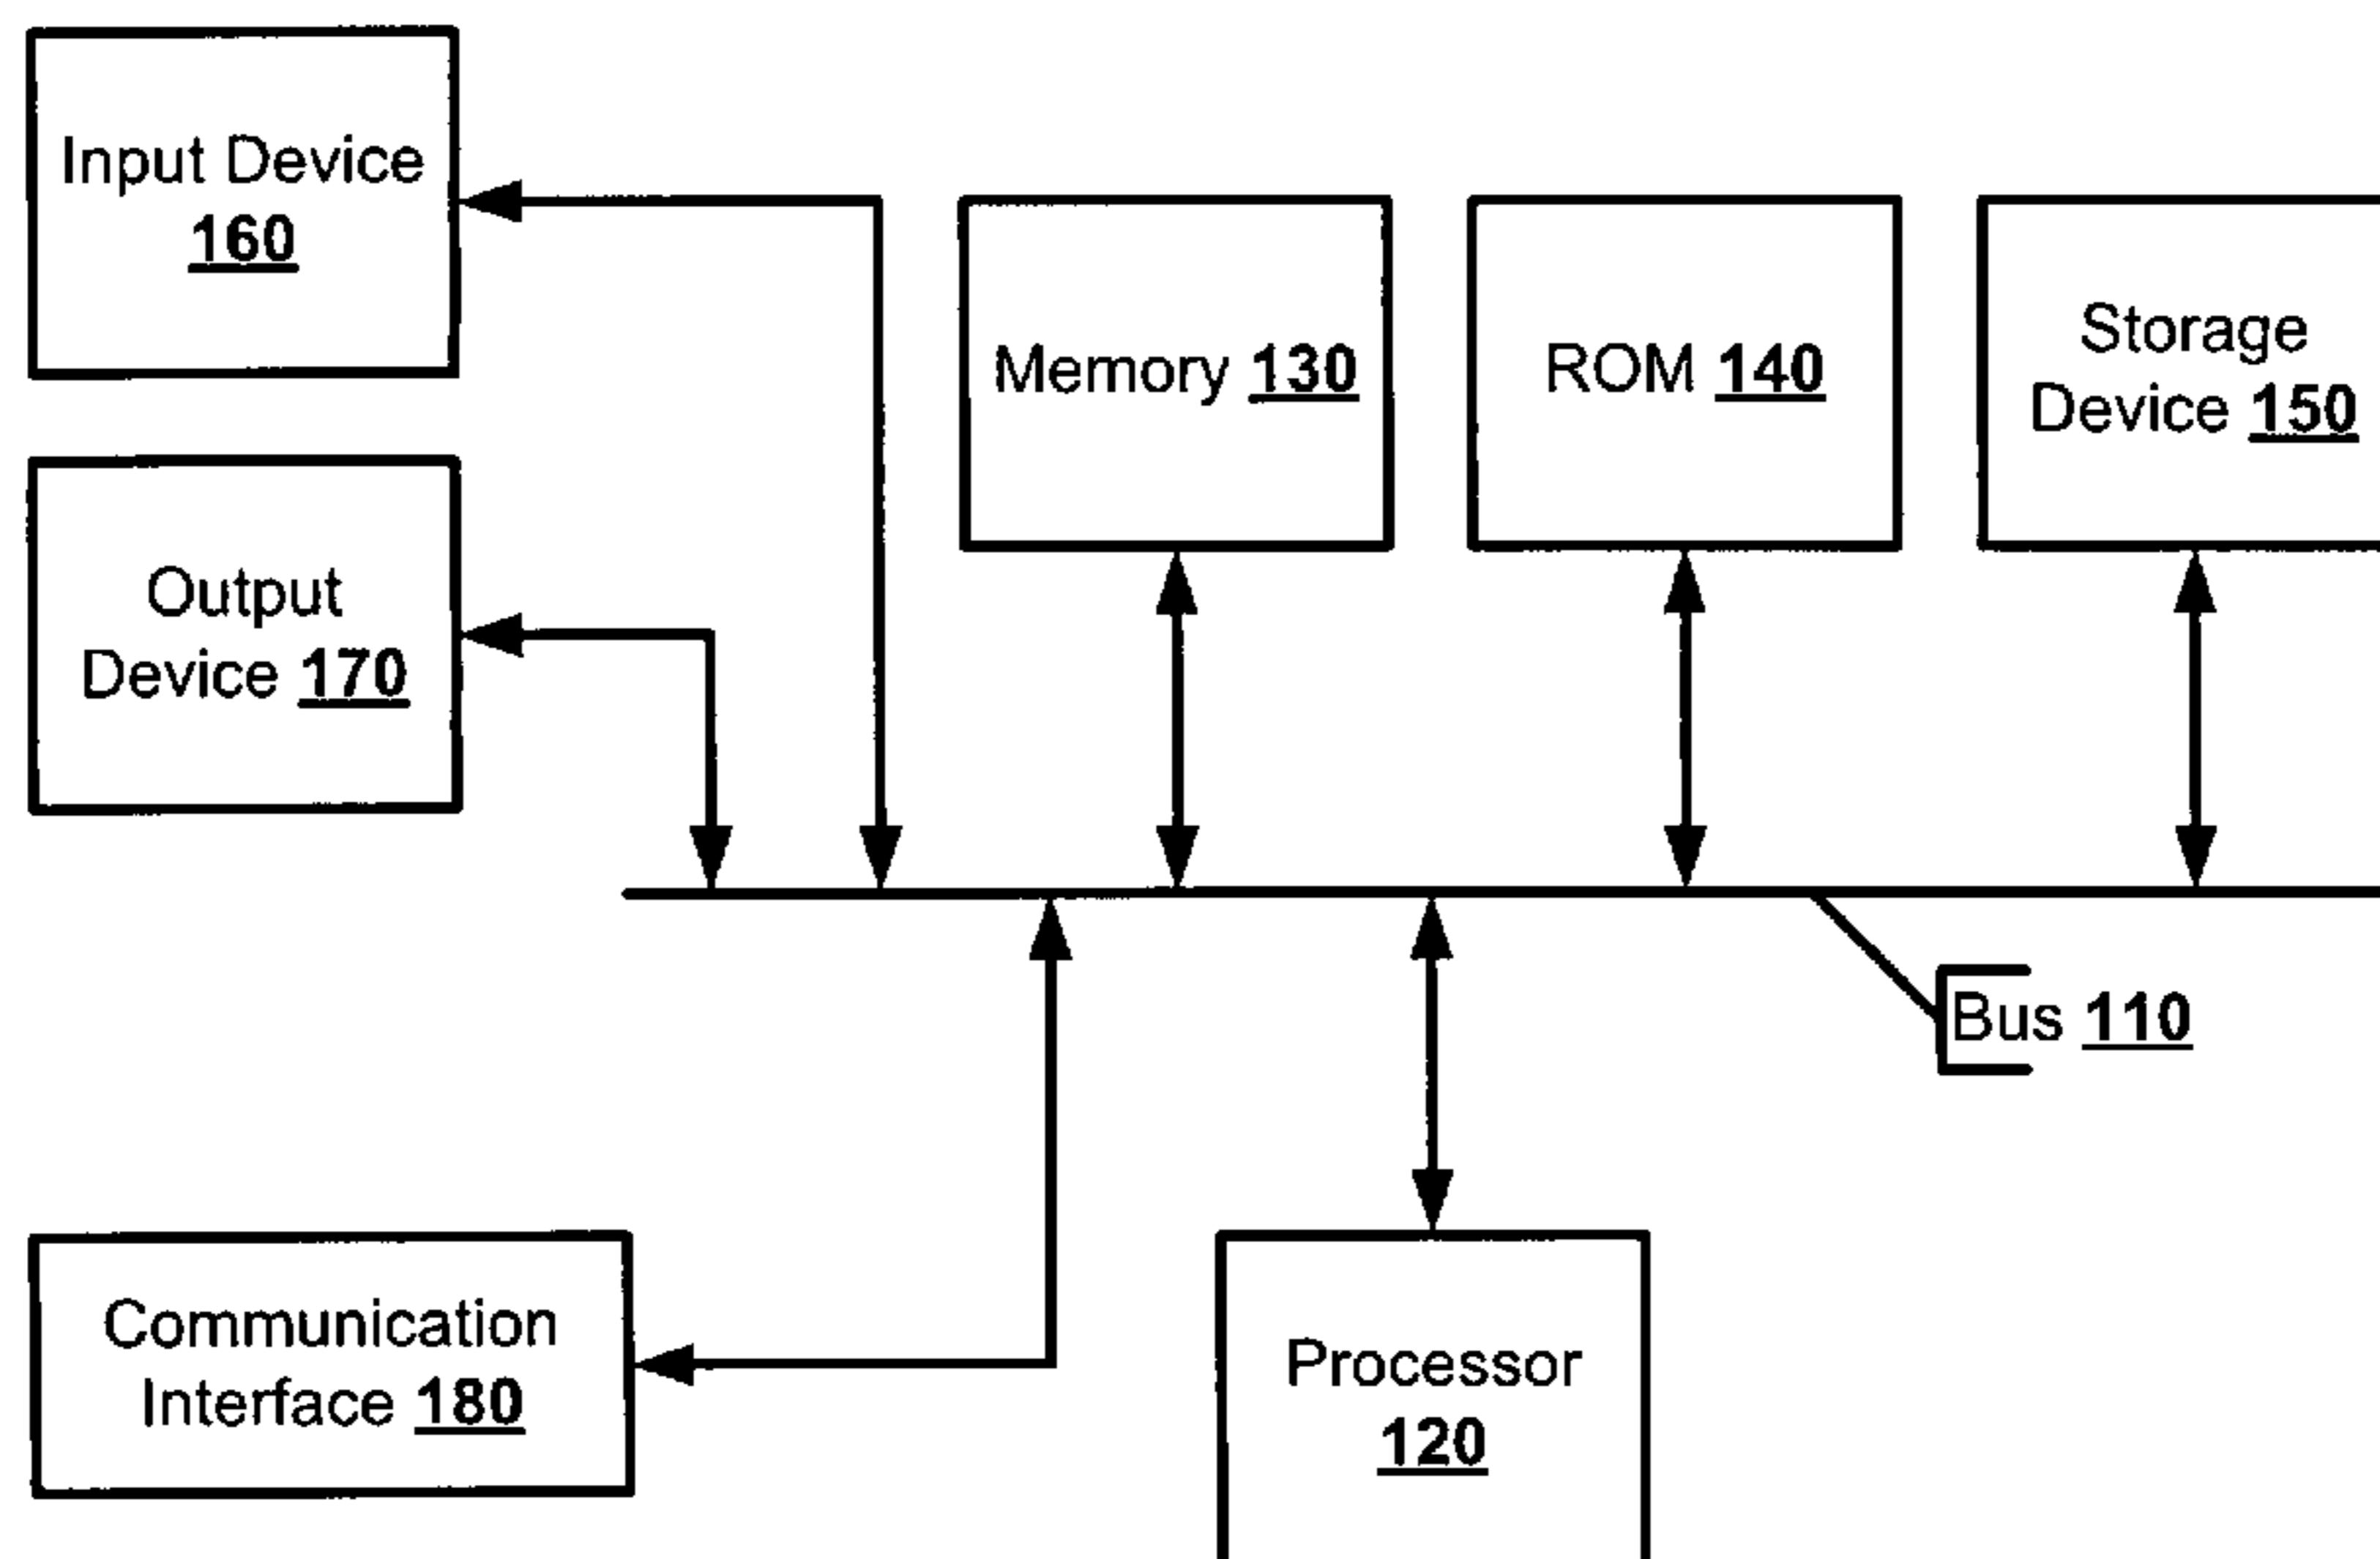 Input Device
160
Memory 130
ROM 140
Storage
Device 150
Output
Device 170
Bus 110
Communication
Interface 180
Processor
120